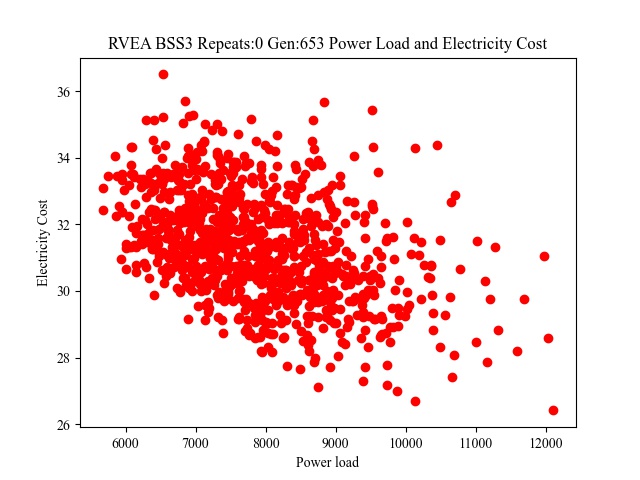 RVEA BSS3 Repeats:0 Gen:653 Power Load and Electricity Cost
36
34
32
30
28
26
Electricity Cost
6000 7000 8000 9000 10000 11000 12000
Power load